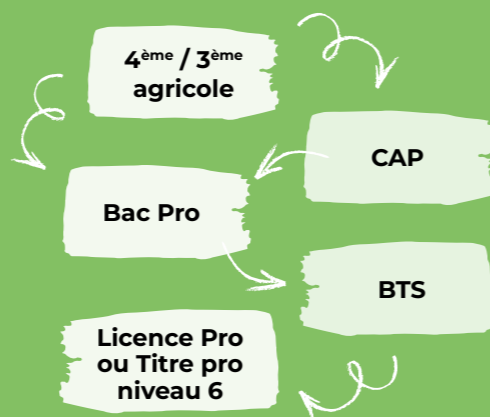 4ème / 3ème
agricole
CAP
Bac Pro
BTS
Licence Pro
ou Titre pro
niveau 6